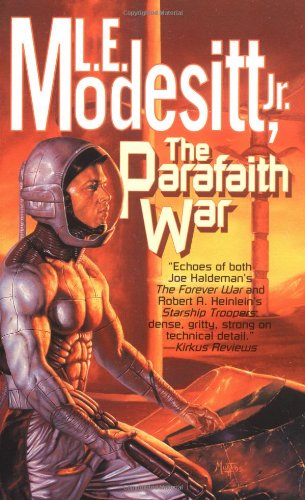 L.E.
Modesitt, Jr.
The
Parafaith
War
"Echoes of both
Joe Haldeman's
The Forever War and
Robert A. Heinlein's
Starship Troopers:
dense, gritty, strong on
technical detail."
—Kirkus Reviews